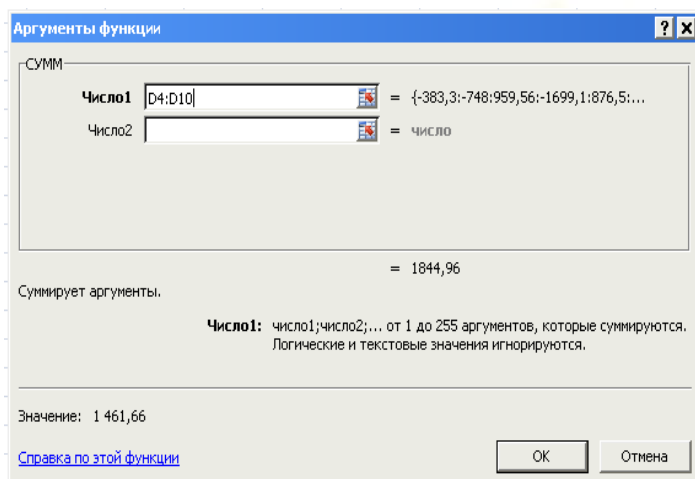 Аргументы функции
СУММ
Число1 D4:D10 = {-383,3:-748:959,56:-1699,1:876,5:...
Число2 = число
= 1844,96
Суммирует аргументы.
Число1: число1;число2;... от 1 до 255 аргументов, которые суммируются.
Логические и текстовые значения игнорируются.
Значение: 1 461,66
Справка по этой функции
ОК
Отмена